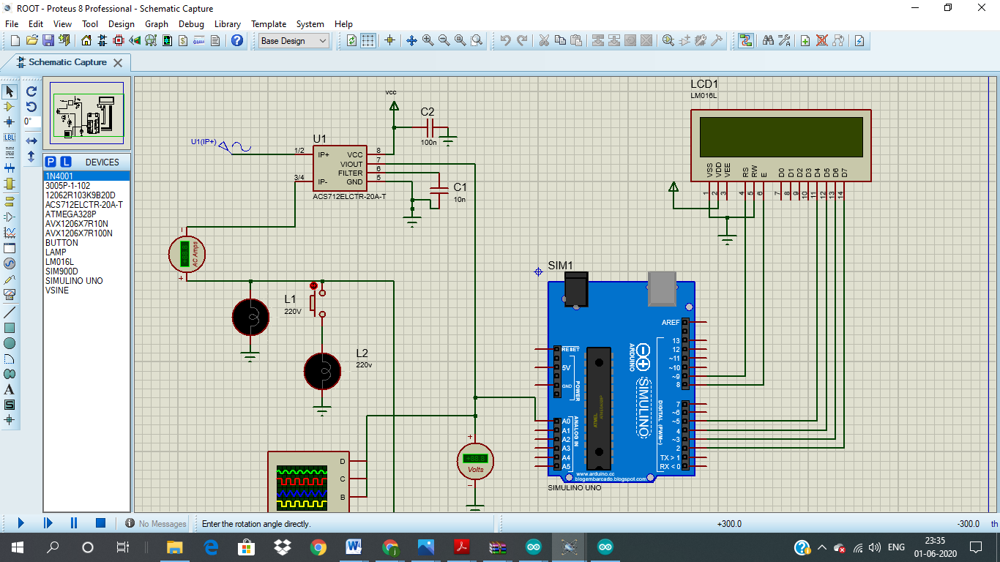 ROOT - Proteus 8 Professional - Schematic Capture
File Edit View Tool Design Graph Debug Library Template System Help
Base Design
Schematic Capture
0°
LBL
P L DEVICES
1N4001
3005P-1-102
12062R103K9B20D
ACS712ELCTR-20A-T
ATMEGA328P
AVX1206X7R10N
AVX1206X7R100N
BUTTON
LAMP
LM016L
SIM900D
SIMULINO UNO
VSINE
A
S
vcc
C2
100n
U1(IP+)
U1
1/2 IP+ VCC 8
VIOUT 7
FILTER 6
3/4 IP- GND 5
ACS712ELCTR-20A-T
C1
10n
AC Amps
+
L1
220V
L2
220v
D
C
B
+
+88.8
Volts
−
LCD1
LM016L
VSS VDD VEE RS RW E D0 D1 D2 D3 D4 D5 D6 D7
1 2 3 4 5 6 7 8 9 10 11 12 13 14
SIM1
AREF
13
12
~11
~10
~9
8
7
~6
~5
4
~3
2
TX > 1
RX < 0
RESET
5V
GND
POWER
A0
A1
A2
A3
A4
A5
ANALOG IN
ATMEL
ARDUINO
SIMULINO
DIGITAL (PWM~)
www.arduino.cc
blogembarcado.blogspot.com
SIMULINO UNO
No Messages Enter the rotation angle directly. +300.0 -300.0 th
ENG 23:35
01-06-2020